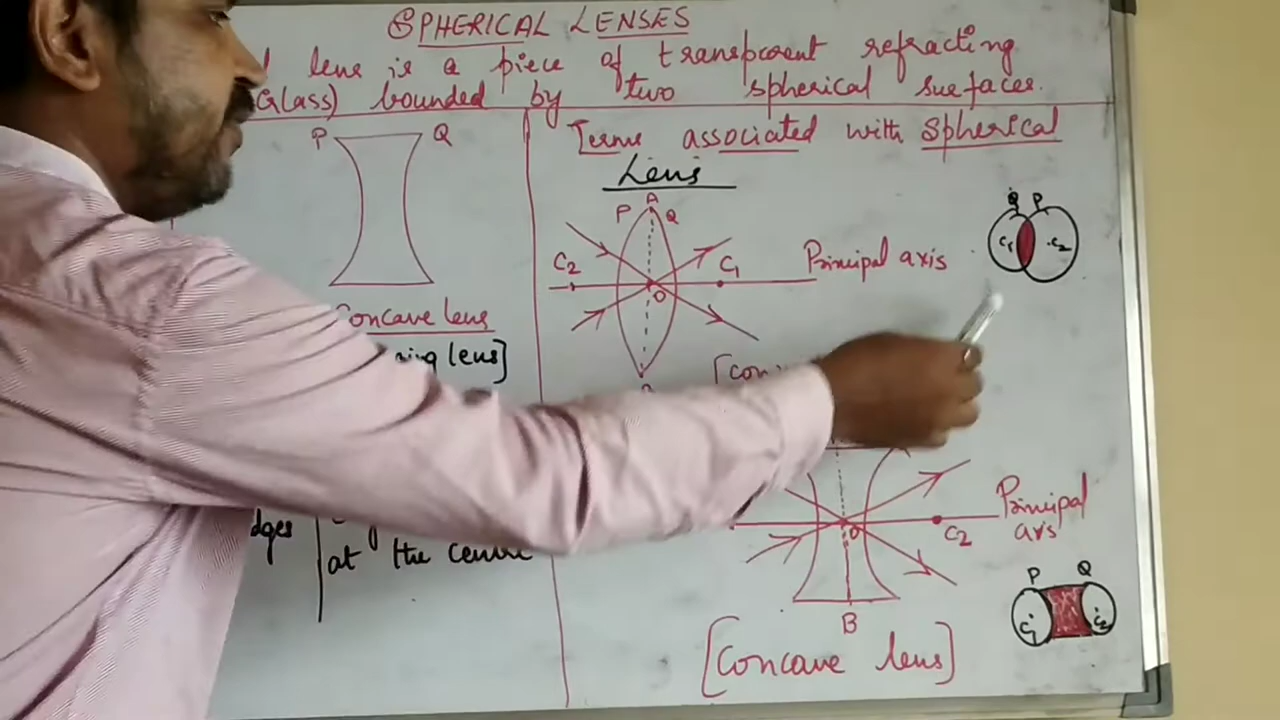 SPHERICAL LENSES
lens is a piece of transparent refracting
Glass) bounded by two spherical surfaces.
P Q
Concave lens
lens]
edges
at the centre
Terms associated with Spherical
Lens
P A Q
C2 O C1 Principal axis
Q P
C1 C2
O C2 Principal
axis
B
[Concave lens]
P Q
C1 C2